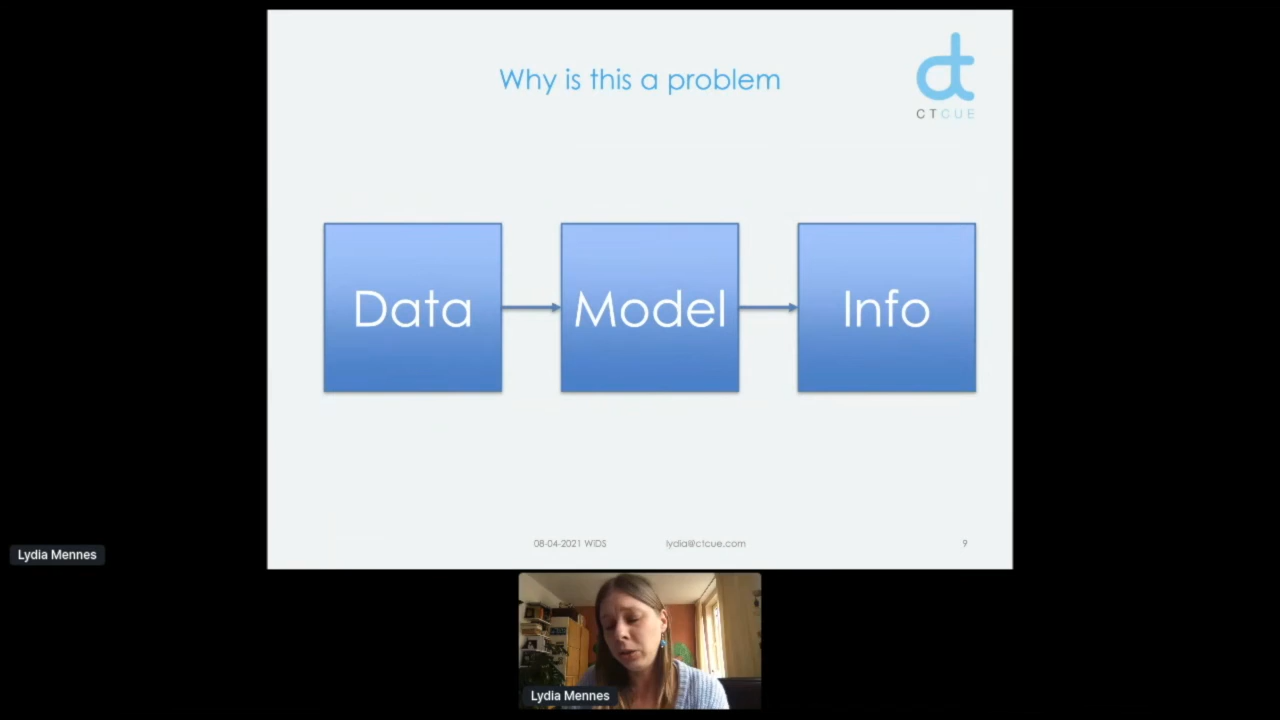 Why is this a problem
CTCUE
Data
Model
Info
08-04-2021 WiDS
lydia@ctcue.com
9
Lydia Mennes
Lydia Mennes